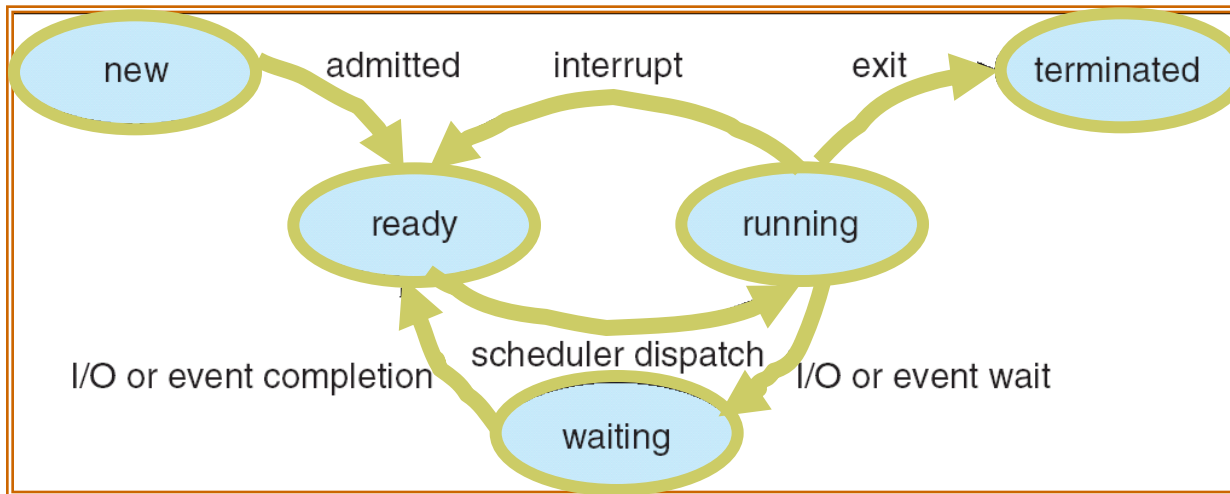 new
admitted
interrupt
exit
terminated
ready
running
scheduler dispatch
I/O or event completion
I/O or event wait
waiting